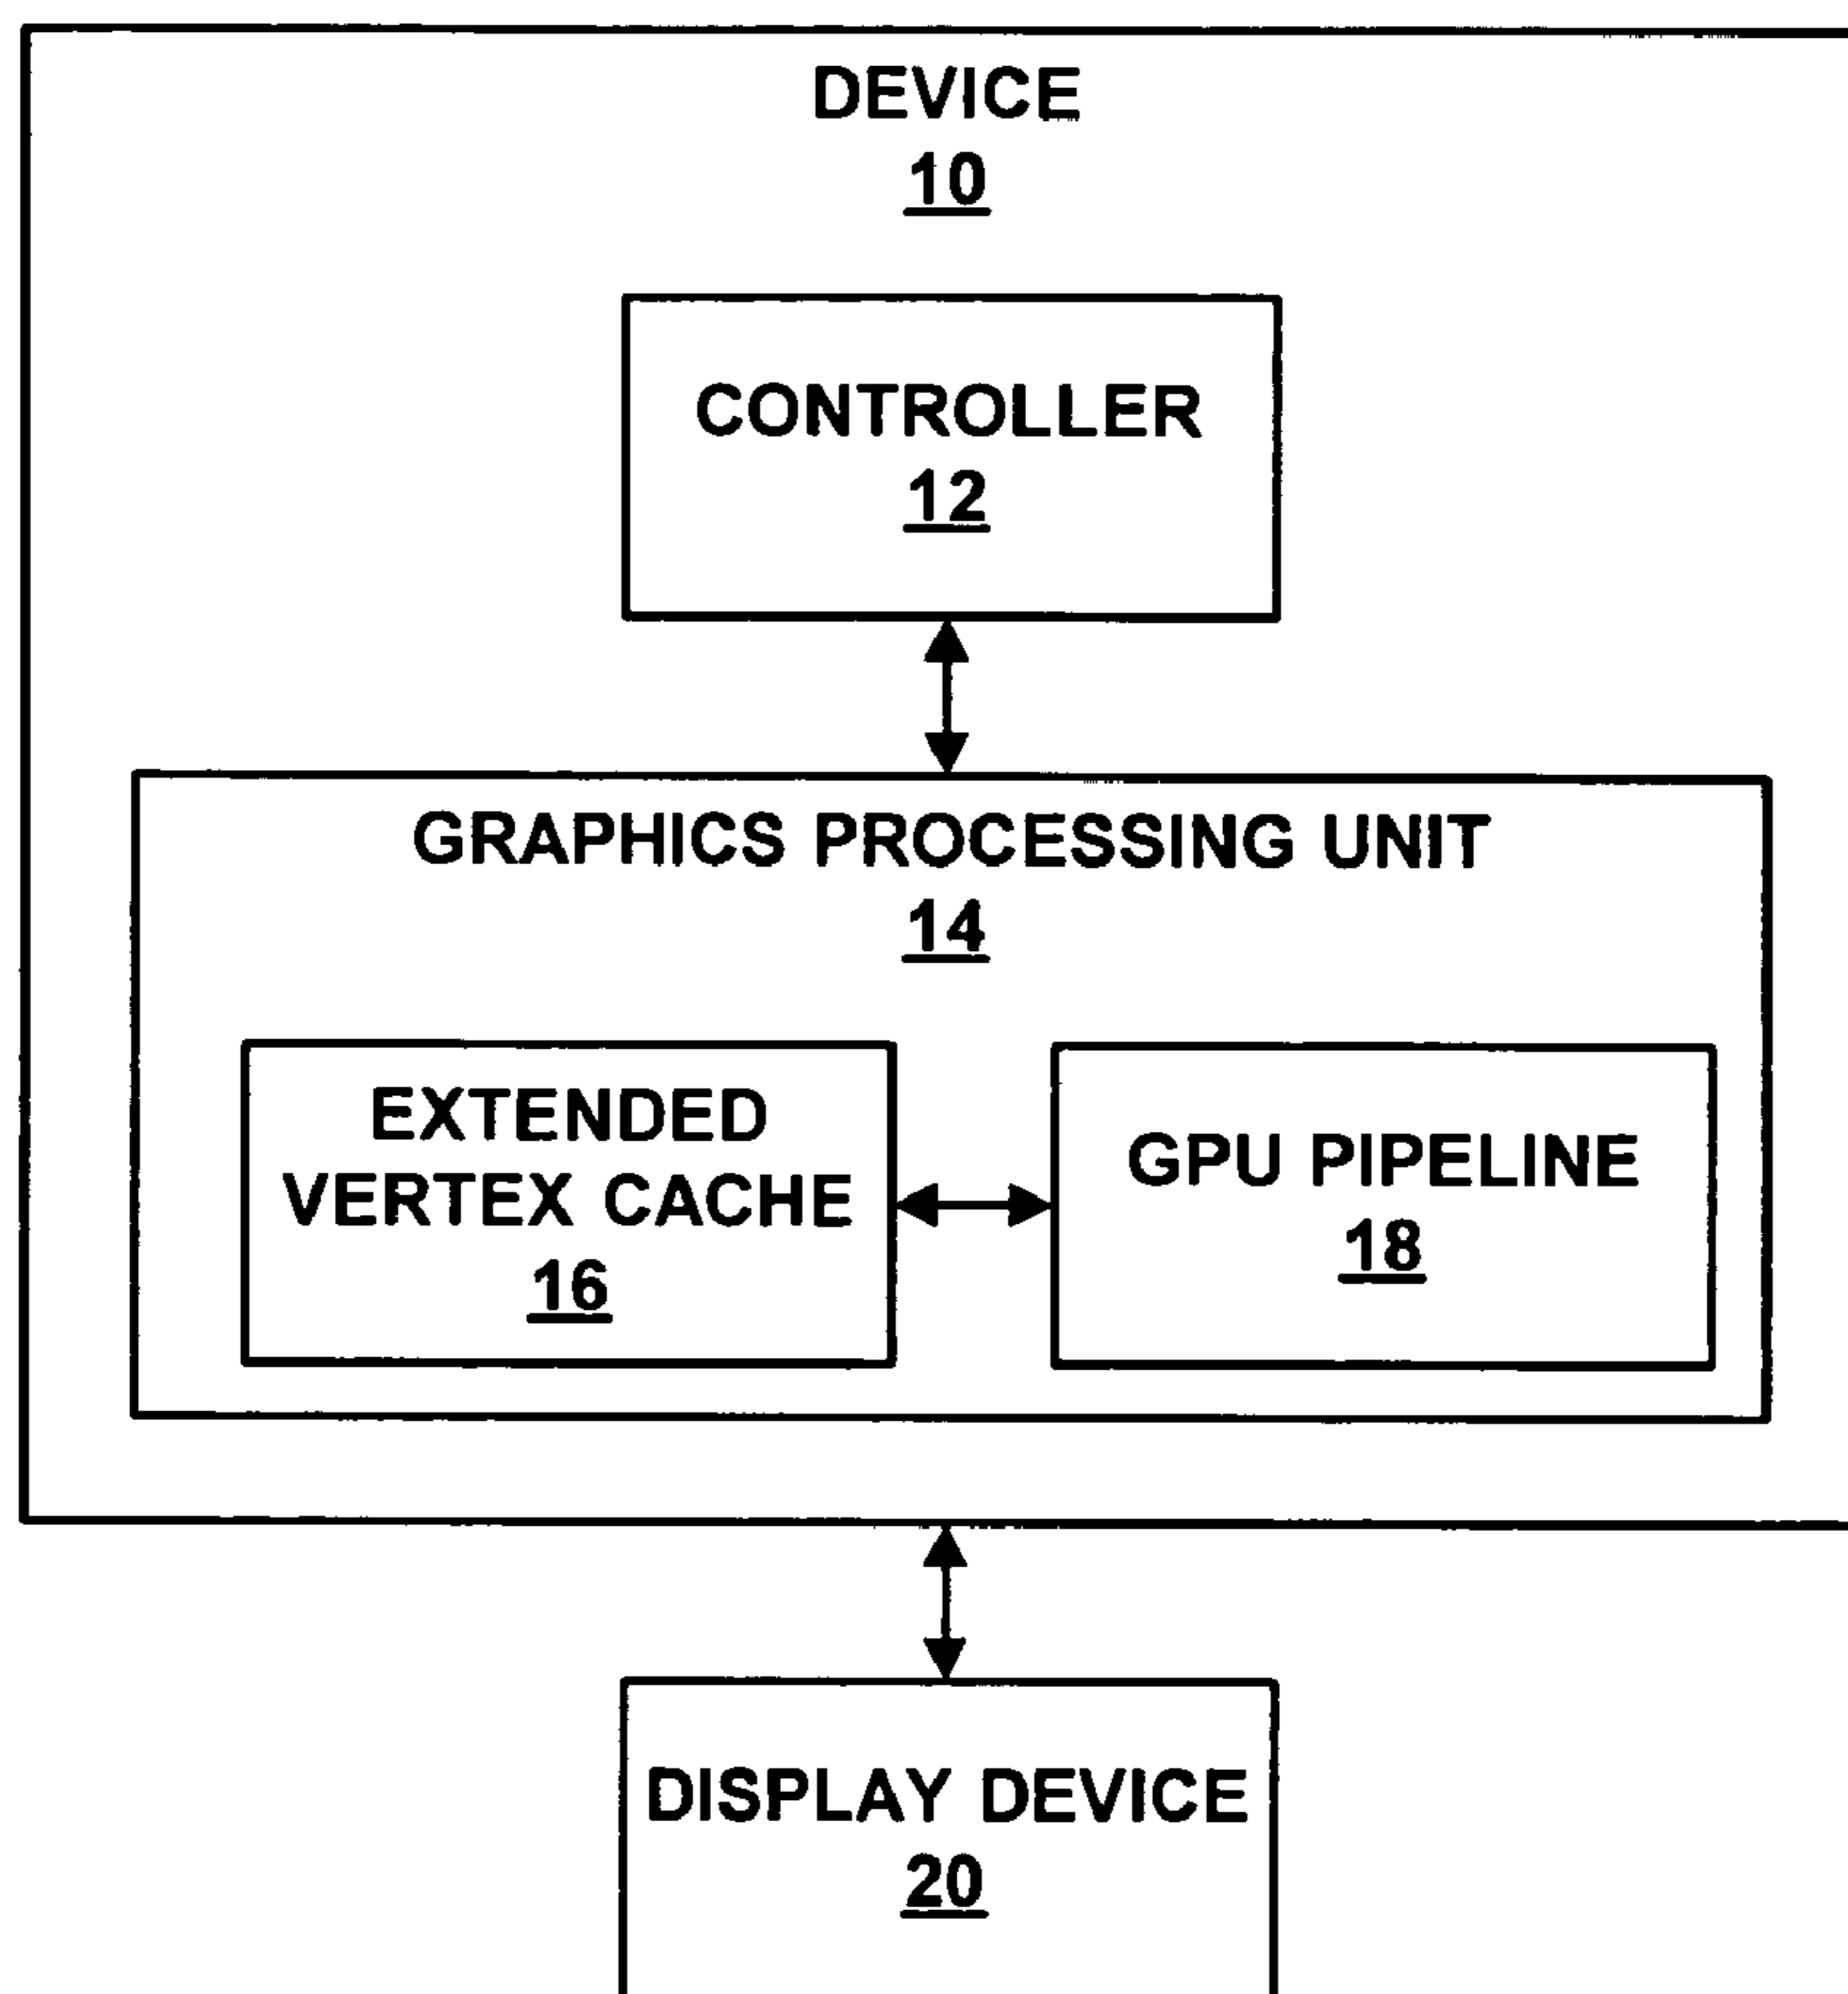 DEVICE
10
CONTROLLER
12
GRAPHICS PROCESSING UNIT
14
EXTENDED
VERTEX CACHE
16
GPU PIPELINE
18
DISPLAY DEVICE
20